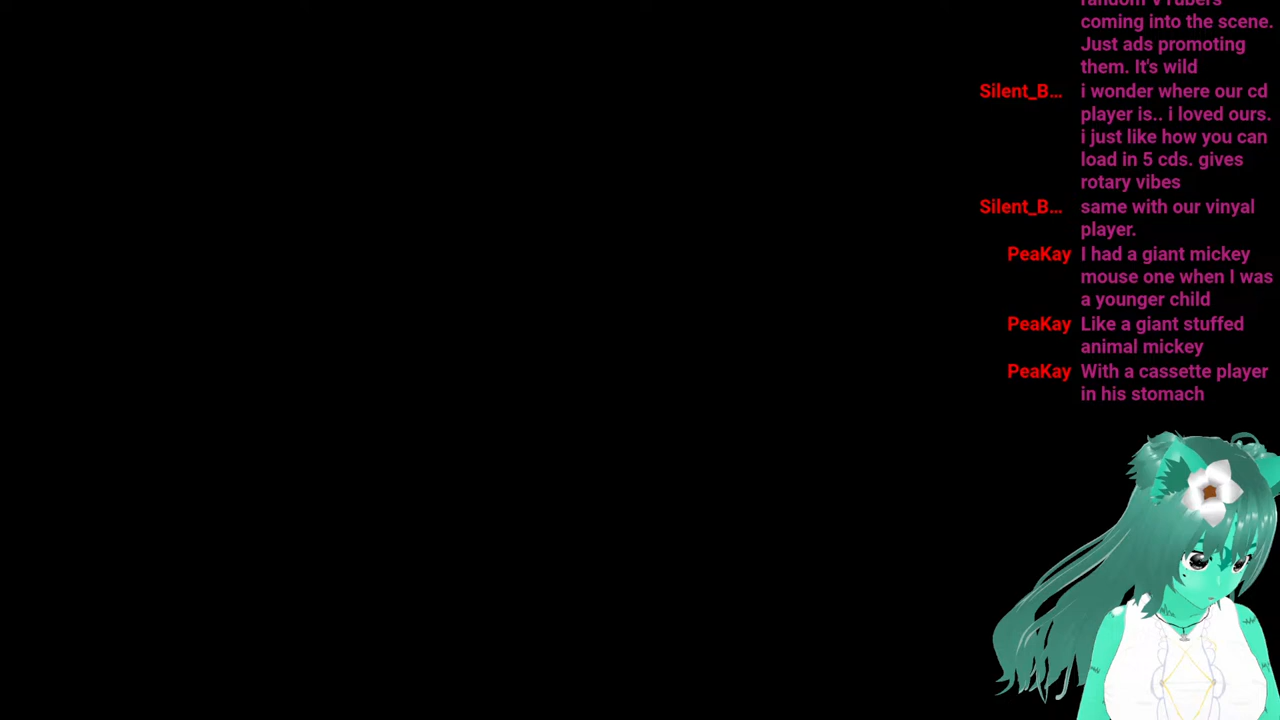 random VTubers
coming into the scene.
Just ads promoting
them. It's wild
Silent_B... i wonder where our cd
player is.. i loved ours.
i just like how you can
load in 5 cds. gives
rotary vibes
Silent_B... same with our vinyal
player.
PeaKay I had a giant mickey
mouse one when I was
a younger child
PeaKay Like a giant stuffed
animal mickey
PeaKay With a cassette player
in his stomach